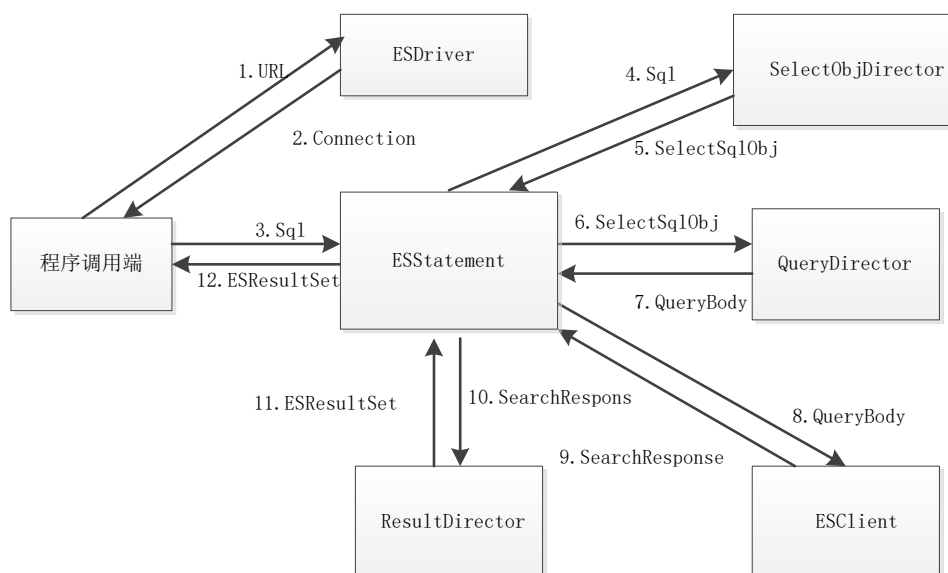 ESDriver
SelectObjDirector
1.URL
4.Sql
2.Connection
5.SelectSqlObj
程序调用端
3.Sql
12.ESResultSet
ESStatement
6.SelectSqlObj
7.QueryBody
QueryDirector
11.ESResultSet
10.SearchRespons
8.QueryBody
9.SearchResponse
ResultDirector
ESClient